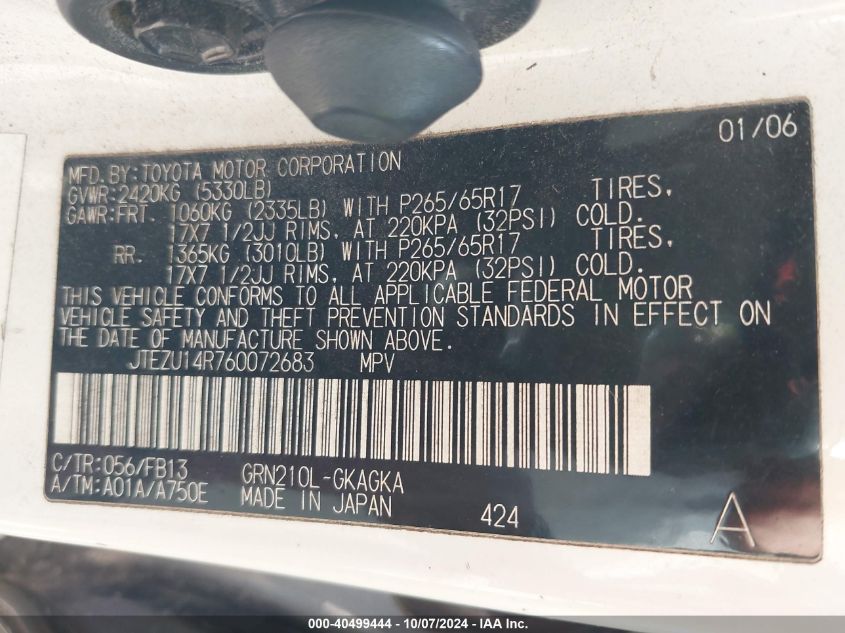 01/06
MFD.BY:TOYOTA MOTOR CORPORATION
GVWR:2420KG (5330LB)
GAWR:FRT. 1060KG (2335LB) WITH P265/65R17 TIRES,
17X7 1/2JJ RIMS, AT 220KPA (32PSI) COLD.
RR. 1365KG (3010LB) WITH P265/65R17 TIRES,
17X7 1/2JJ RIMS, AT 220KPA (32PSI) COLD.
THIS VEHICLE CONFORMS TO ALL APPLICABLE FEDERAL MOTOR
VEHICLE SAFETY AND THEFT PREVENTION STANDARDS IN EFFECT ON
THE DATE OF MANUFACTURE SHOWN ABOVE.
JTEZU14R760072683 MPV
C/TR:056/FB13 GRN210L-GKAGKA
A/TM:A01A/A750E MADE IN JAPAN 424 A
000-40499444 - 10/07/2024 - IAA Inc.